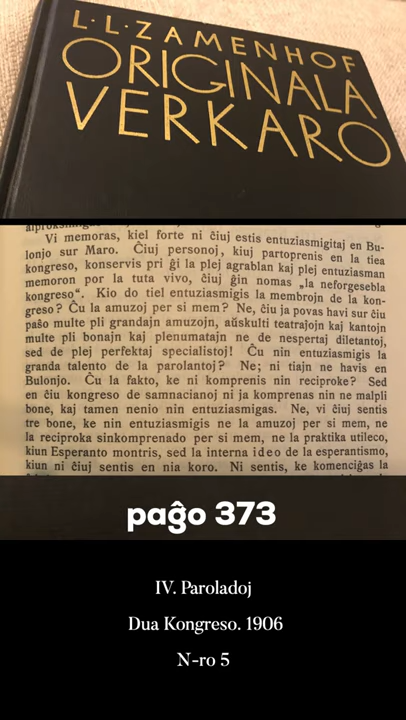 L·L·ZAMENHOF
ORIGINALA
VERKARO
Vi memoras, kiel forte ni ĉiuj estis entuziasmigitaj en Bu-
lonjo sur Maro. Ĉiuj personoj, kiuj partoprenis en la tiea
kongreso, konservis pri ĝi la plej agrablan kaj plej entuziasman
memoron por la tuta vivo, ĉiuj ĝin nomas „la neforgesebla
kongreso“. Kio do tiel entuziasmigis la membrojn de la kon-
greso? Ĉu la amuzoj per si mem? Ne, ĉiu ja povas havi sur ĉiu
paŝo multe pli grandajn amuzojn, aŭskulti teatrajojn kaj kantojn
multe pli bonajn kaj plenumatajn ne de nespertaj diletantoj,
sed de plej perfektaj specialistoj! Ĉu nin entuziasmigis la
granda talento de la parolantoj? Ne; ni tiajn ne havis en
Bulonjo. Ĉu la fakto, ke ni komprenis nin reciproke? Sed
en ĉiu kongreso de samnacianoj ni ja komprenas nin ne malpli
bone, kaj tamen nenio nin entuziasmigas. Ne, vi ĉiuj sentis
tre bone, ke nin entuziasmigis ne la amuzoj per si mem, ne
la reciproka sinkomprenado per si mem, ne la praktika utileco,
kiun Esperanto montris, sed la interna ideo de la esperantismo,
kiun ni ĉiuj sentis en nia koro. Ni sentis, ke komenciĝas la
paĝo 373
IV. Paroladoj
Dua Kongreso. 1906
N-ro 5